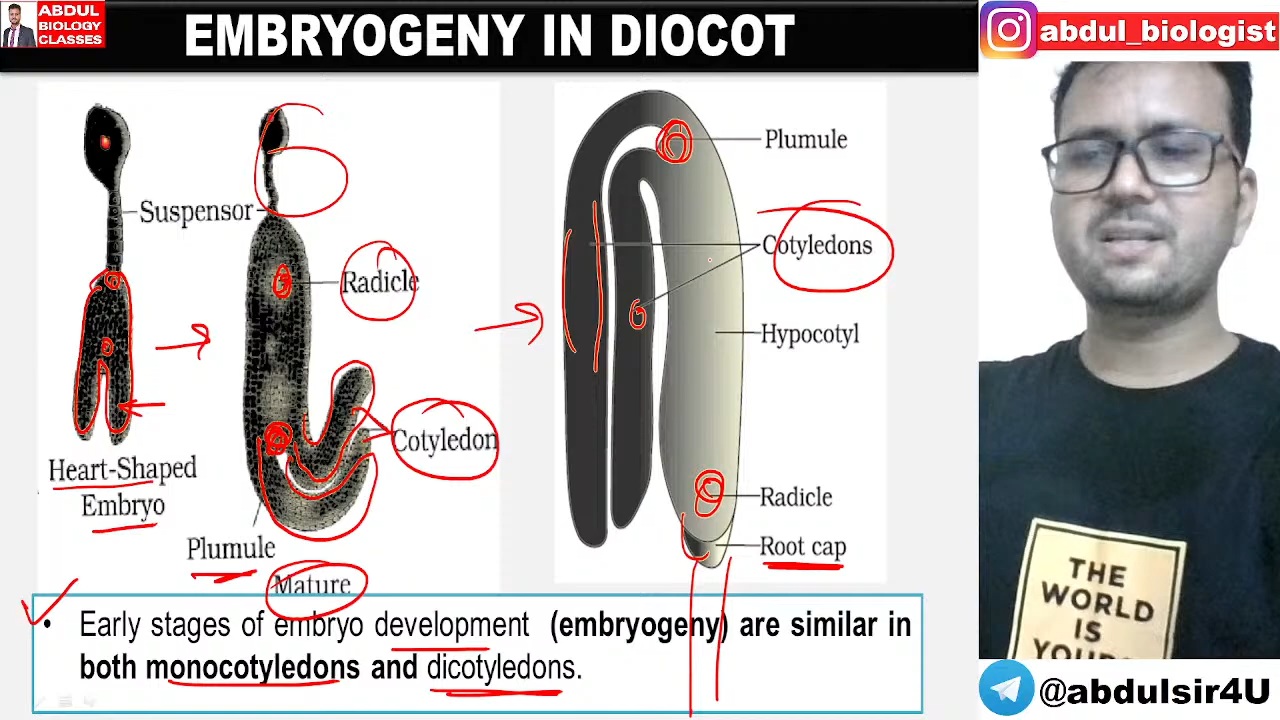 ABDUL
BIOLOGY
CLASSES
EMBRYOGENY IN DIOCOT
abdul_biologist
Suspensor
Radicle
Cotyledon
Heart-Shaped
Embryo
Plumule
Mature
Plumule
Cotyledons
Hypocotyl
Radicle
Root cap
• Early stages of embryo development (embryogeny) are similar in
both monocotyledons and dicotyledons.
THE
WORLD
IS
YOURS
@abdulsir4U